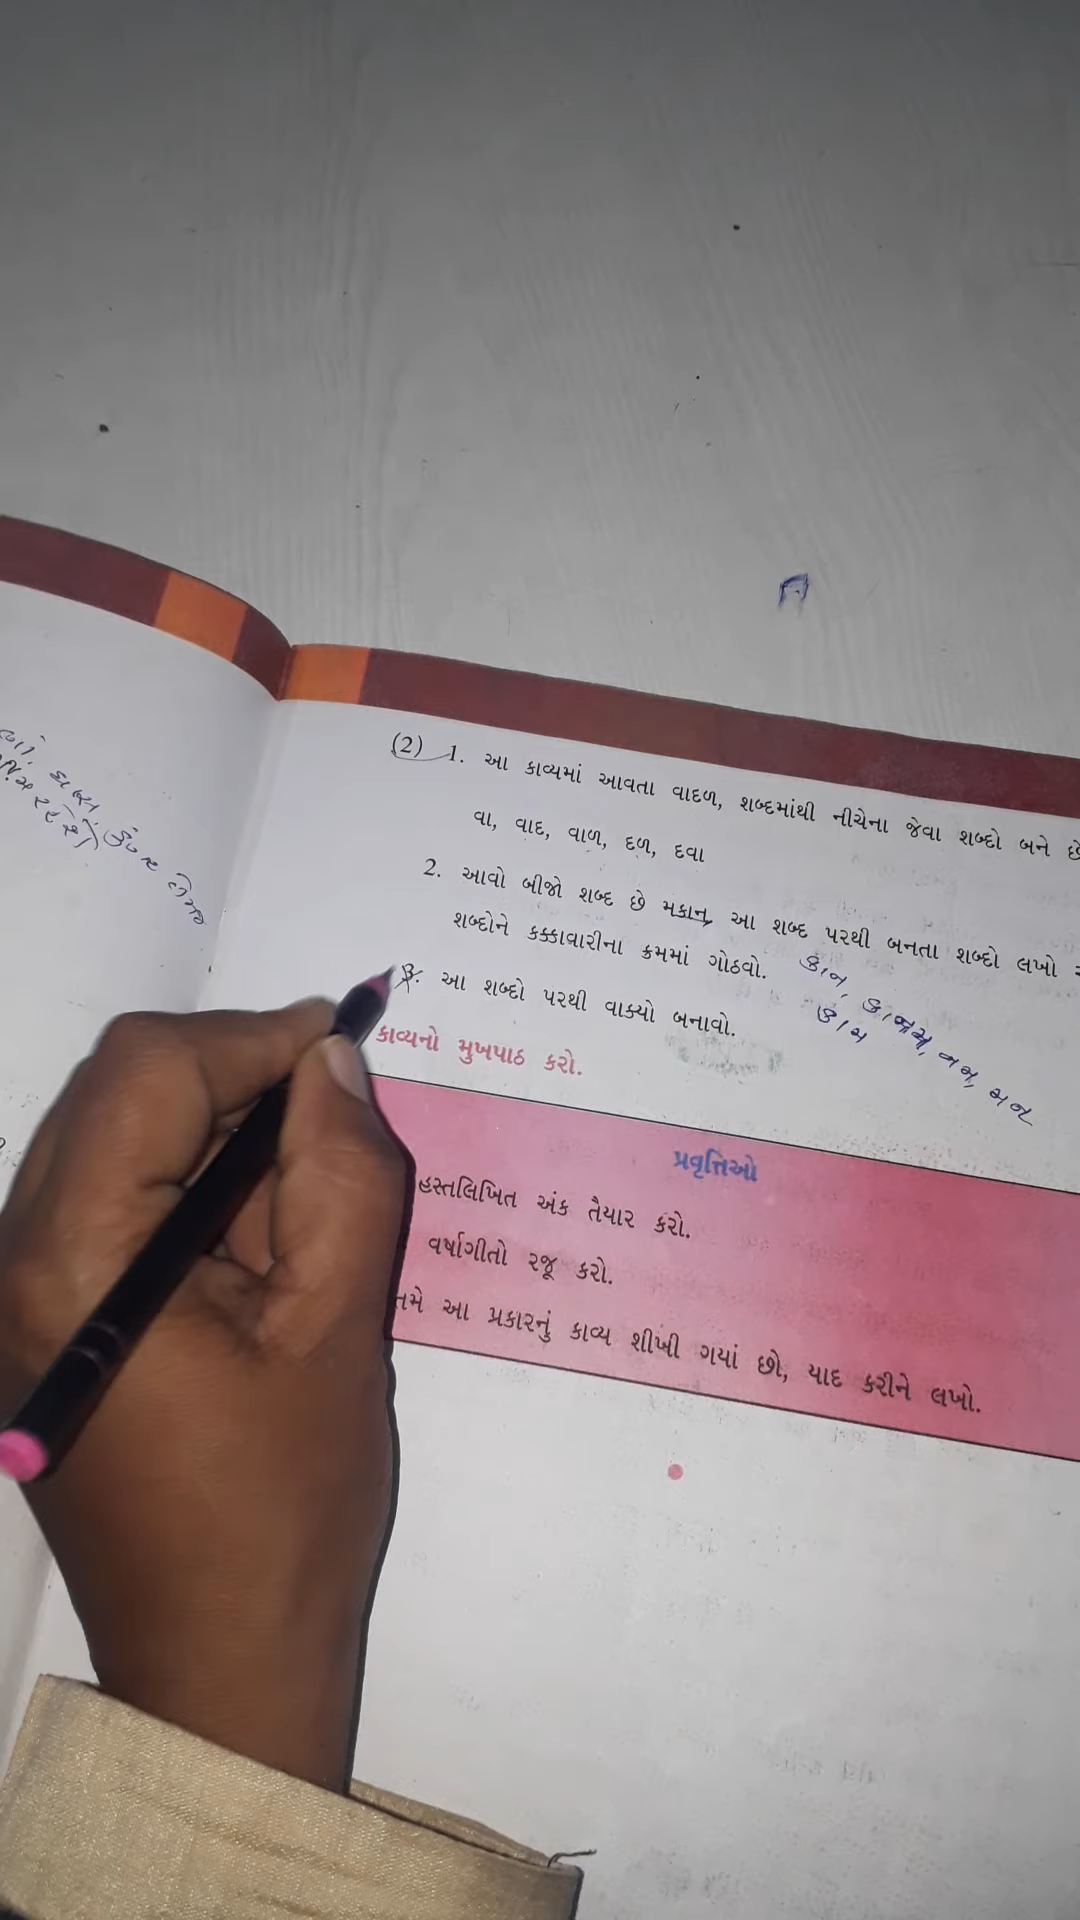 (2) 1. આ કાવ્યમાં આવતા વાદળ, શબ્દમાંથી નીચેના જેવા શબ્દો બને છે
વા, વાદ, વાળ, દળ, દવા
2. આવો બીજો શબ્દ છે મકાન, આ શબ્દ પરથી બનતા શબ્દો લખો
શબ્દોને કક્કાવારીના ક્રમમાં ગોઠવો.
કાન,
કામ
મન
3. આ શબ્દો પરથી વાક્યો બનાવો.
કાવ્યનો મુખપાઠ કરો.
પ્રવૃત્તિઓ
હસ્તલિખિત અંક તૈયાર કરો.
વર્ષાગીતો રજૂ કરો.
તમે આ પ્રકારનું કાવ્ય શીખી ગયાં છો, યાદ કરીને લખો.